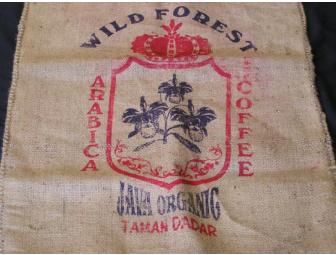 WILD FOREST
ARABICA
COFFEE
JAVA ORGANIC
TAMAN DADAR